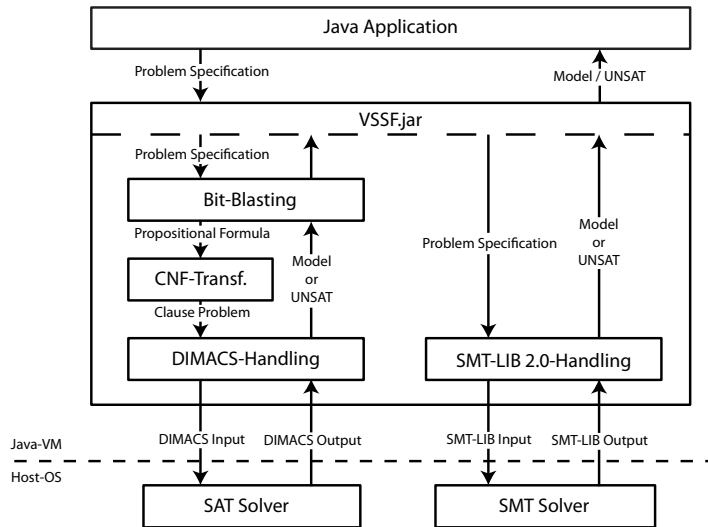 Java Application
Problem Specification
Model / UNSAT
VSSF.jar
Problem Specification
Bit-Blasting
Propositional Formula
CNF-Transf.
Clause Problem
Model
or
UNSAT
DIMACS-Handling
Problem Specification
Model
or
UNSAT
SMT-LIB 2.0-Handling
Java-VM
DIMACS Input
DIMACS Output
SMT-LIB Input
SMT-LIB Output
Host-OS
SAT Solver
SMT Solver